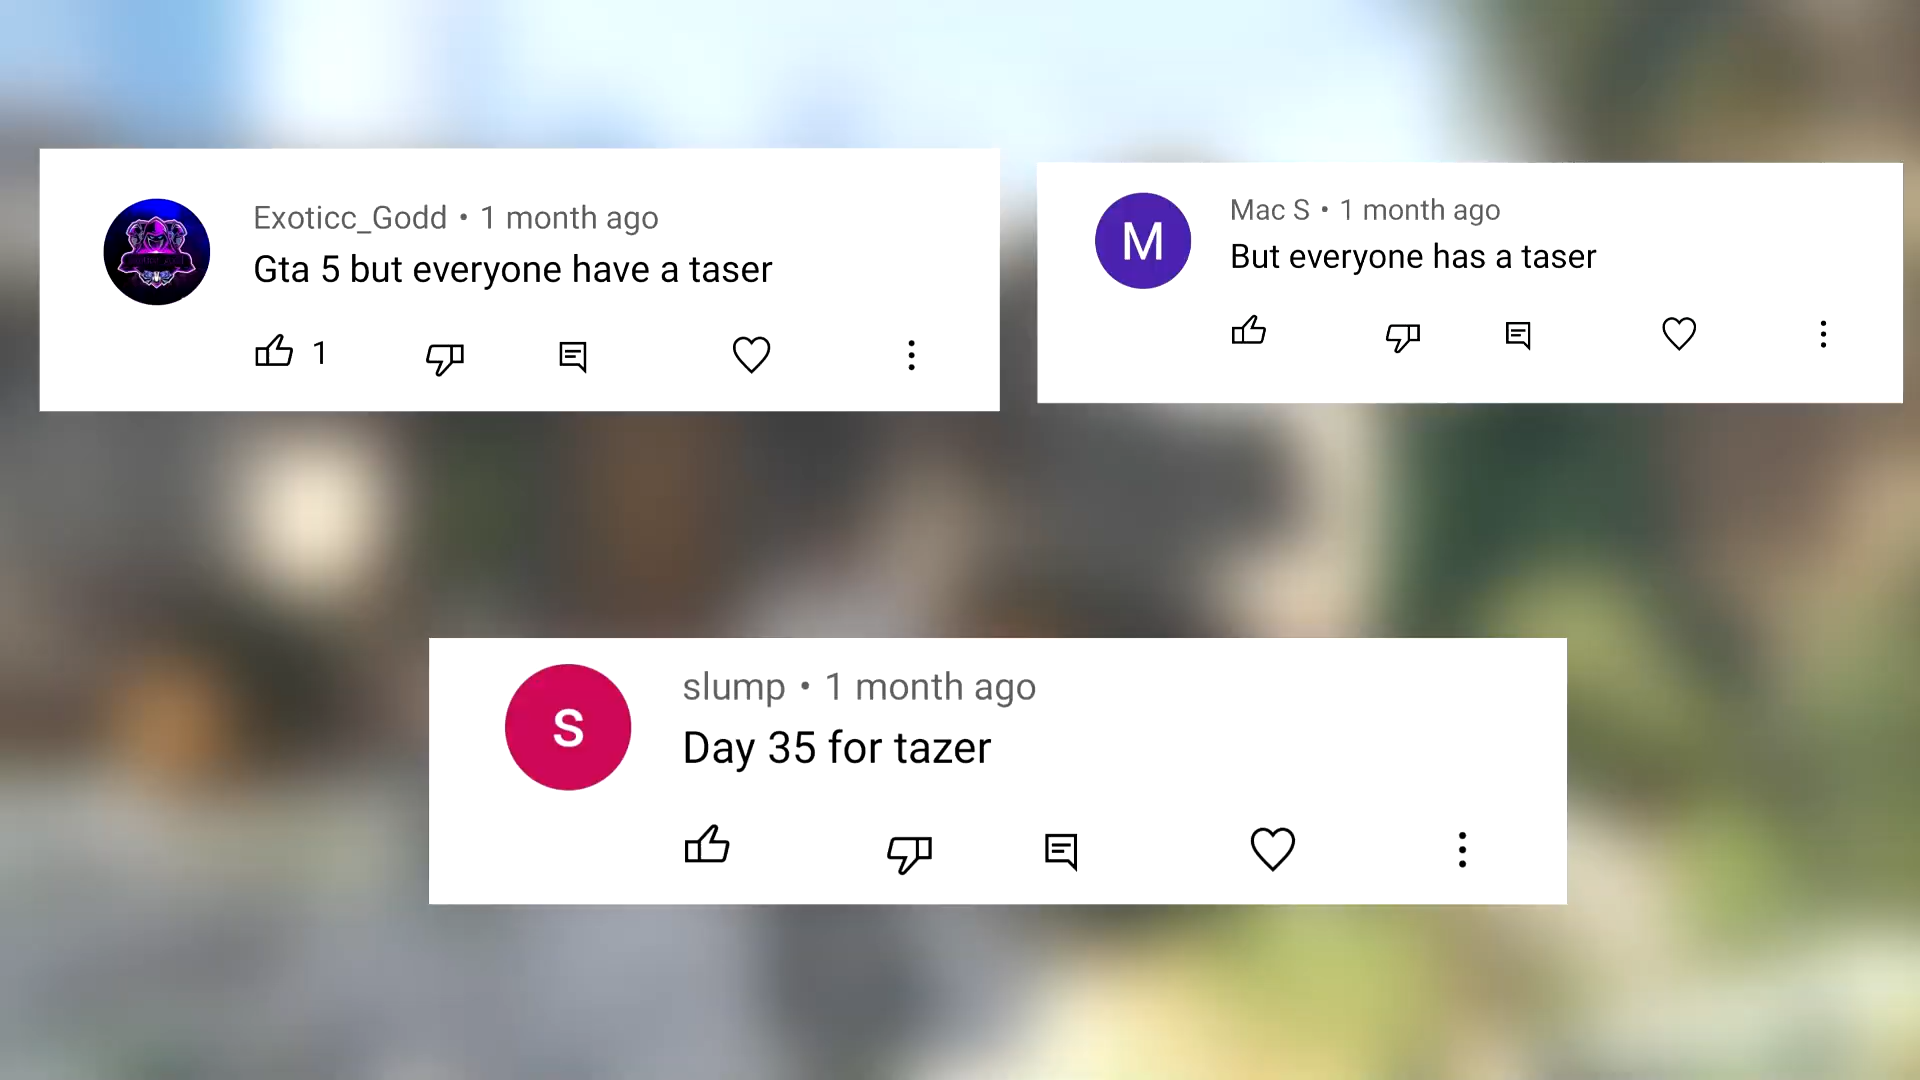 Exoticc_Godd • 1 month ago
Gta 5 but everyone have a taser
1
M
Mac S • 1 month ago
But everyone has a taser
S
slump • 1 month ago
Day 35 for tazer